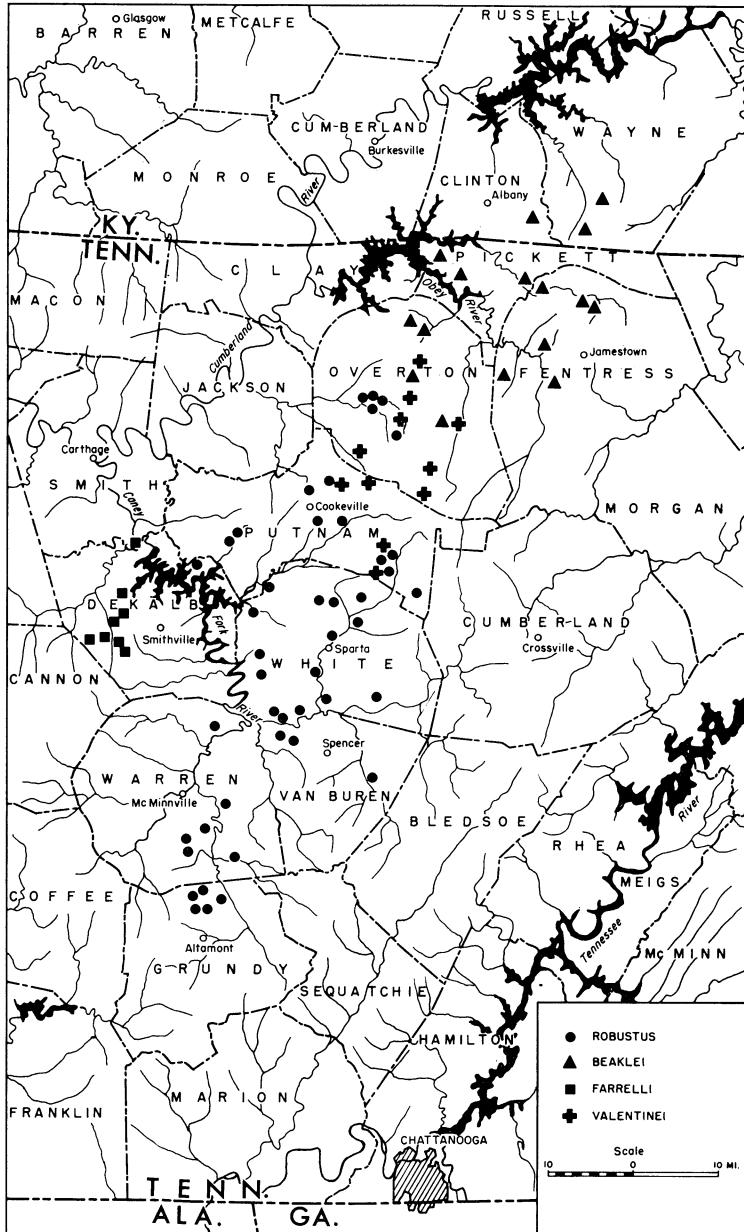 RUSSELL
Glasgow
METCALFE
BARREN
CUMBERLAND
WAYNE
Burkesville
MONROE
River
CLINTON
Albany
KY.
TENN.
CLAY
PICKETT
Obey
River
MACON
Cumberland
Jamestown
OVERTON
FENTRESS
JACKSON
Carthage
SMITH
Caney
Cookeville
MORGAN
PUTNAM
DEKALB
CUMBERLAND
Fork
Smithville
Crossville
Sparta
WHITE
CANNON
River
Spencer
WARREN
McMinnville
VAN BUREN
River
BLEDSOE
RHEA
MEIGS
COFFEE
Tennessee
McMINN
Altamont
GRUNDY
SEQUATCHIE
HAMILTON
ROBUSTUS
BEAKLEI
FARRELLI
VALENTINEI
MARION
FRANKLIN
CHATTANOOGA
Scale
10 0 10 MI.
TENN.
ALA. GA.